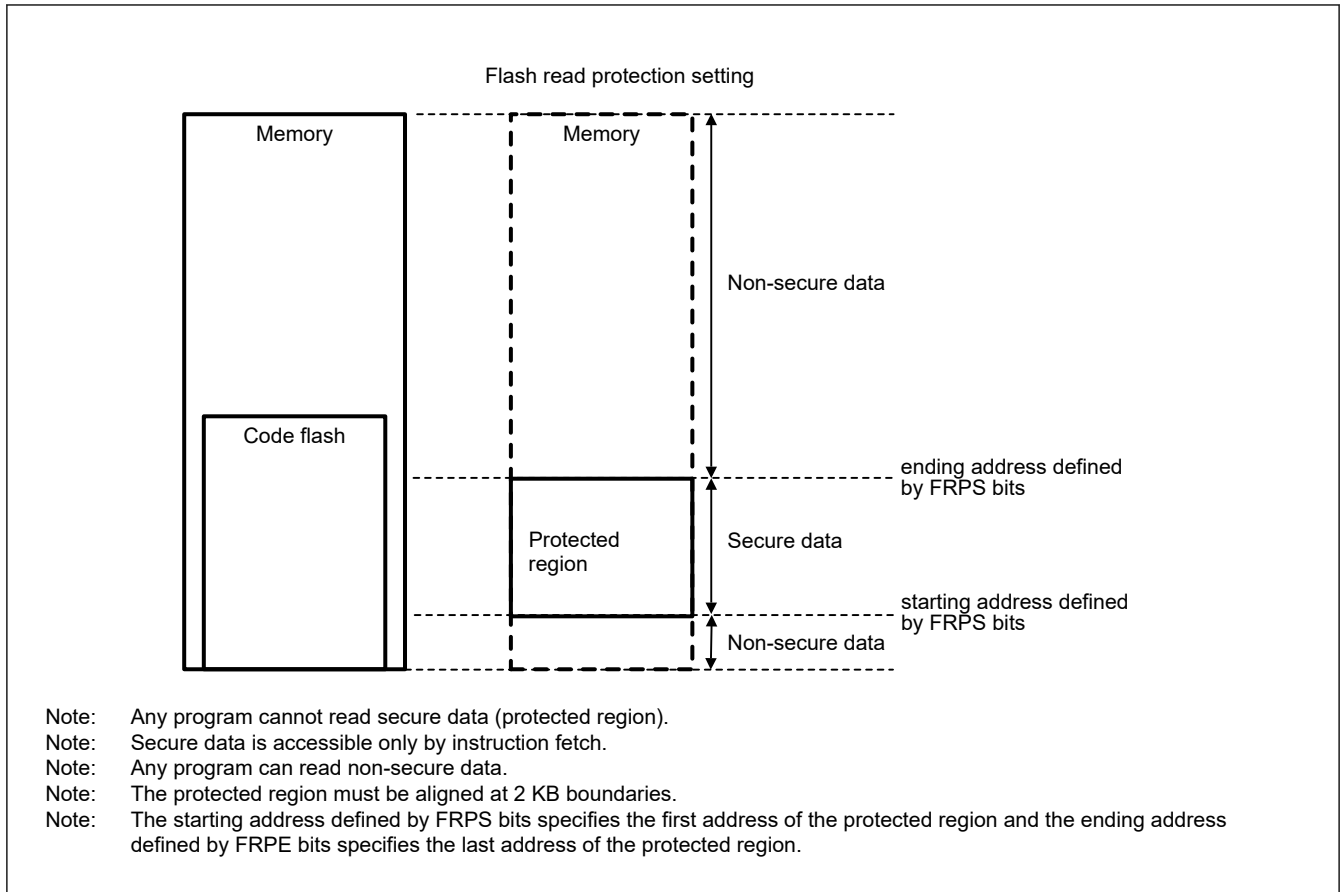 Flash read protection setting
Memory
Memory
Non-secure data
Code flash
ending address defined
by FRPS bits
Protected
region
Secure data
starting address defined
by FRPS bits
Non-secure data
Note: Any program cannot read secure data (protected region).
Note: Secure data is accessible only by instruction fetch.
Note: Any program can read non-secure data.
Note: The protected region must be aligned at 2 KB boundaries.
Note: The starting address defined by FRPS bits specifies the first address of the protected region and the ending address
defined by FRPE bits specifies the last address of the protected region.